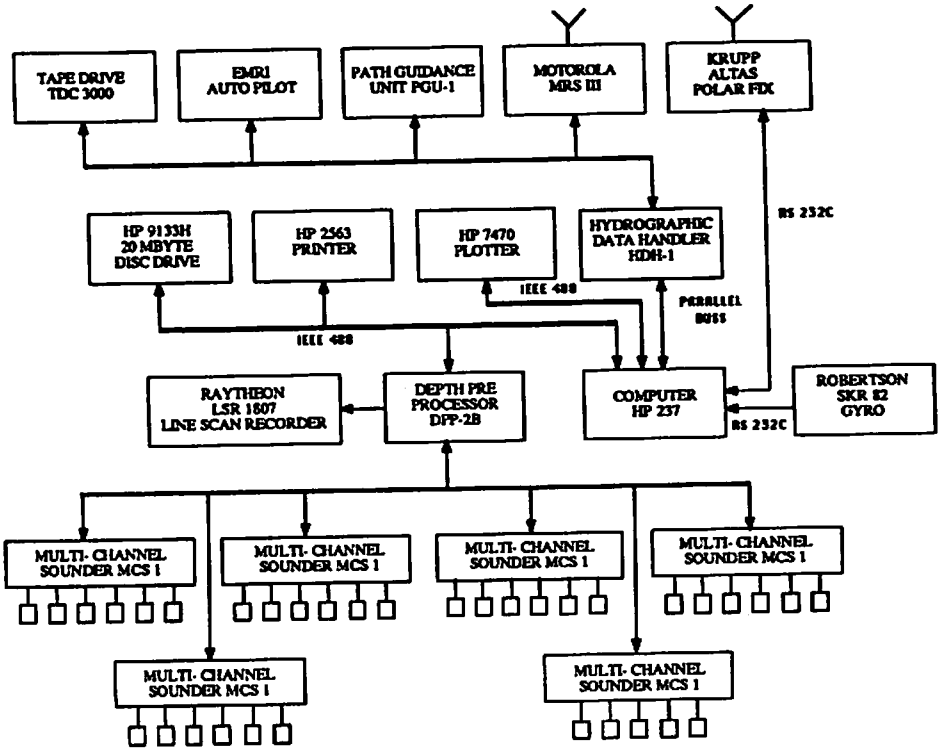 TAPE DRIVE
TDC 3000
EMRI
AUTO PILOT
PATH GUIDANCE
UNIT PGU-1
MOTOROLA
MRS III
KRUPP
ALTAS
POLAR FIX
HP 9133H
20 MBYTE
DISC DRIVE
HP 2563
PRINTER
HP 7470
PLOTTER
HYDROGRAPHIC
DATA HANDLER
HDH-1
RS 232C
IEEE 488
PARALLEL
BUSS
IEEE 488
RAYTHEON
LSR 1807
LINE SCAN RECORDER
DEPTH PRE
PROCESSOR
DPP-2B
COMPUTER
HP 237
RS 232C
ROBERTSON
SKR 82
GYRO
MULTI- CHANNEL
SOUNDER MCS 1
MULTI- CHANNEL
SOUNDER MCS 1
MULTI- CHANNEL
SOUNDER MCS 1
MULTI- CHANNEL
SOUNDER MCS 1
MULTI- CHANNEL
SOUNDER MCS 1
MULTI- CHANNEL
SOUNDER MCS 1